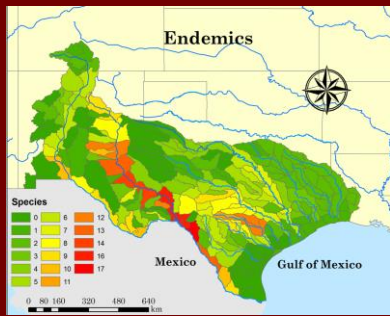 Endemics
Species
0 6 12
1 7 13
2 8 14
3 9 16
4 10 17
5 11
Mexico
Gulf of Mexico
0 80 160 320 480 640
km